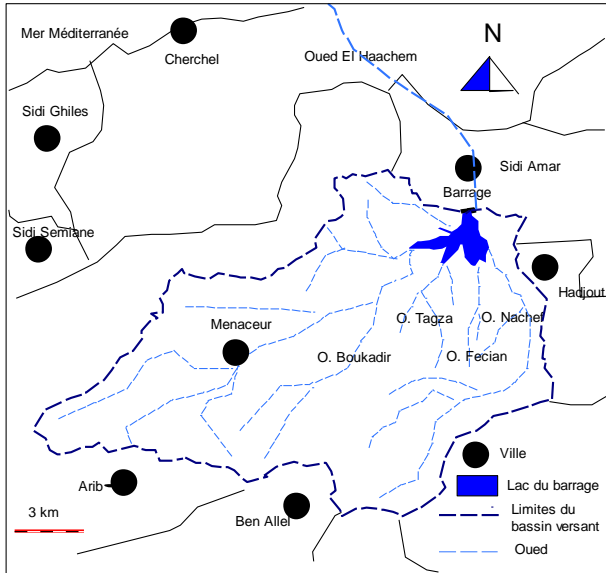 Mer Méditerranée
N
Cherchel
Oued El Haachem
Sidi Ghiles
Sidi Amar
Barrage
Sidi Semiane
Hadjout
O. Tagza
O. Nachef
Menaceur
O. Boukadir
O. Fecian
Ville
Arib
Lac du barrage
3 km
Ben Allel
Limites du
bassin versant
Oued